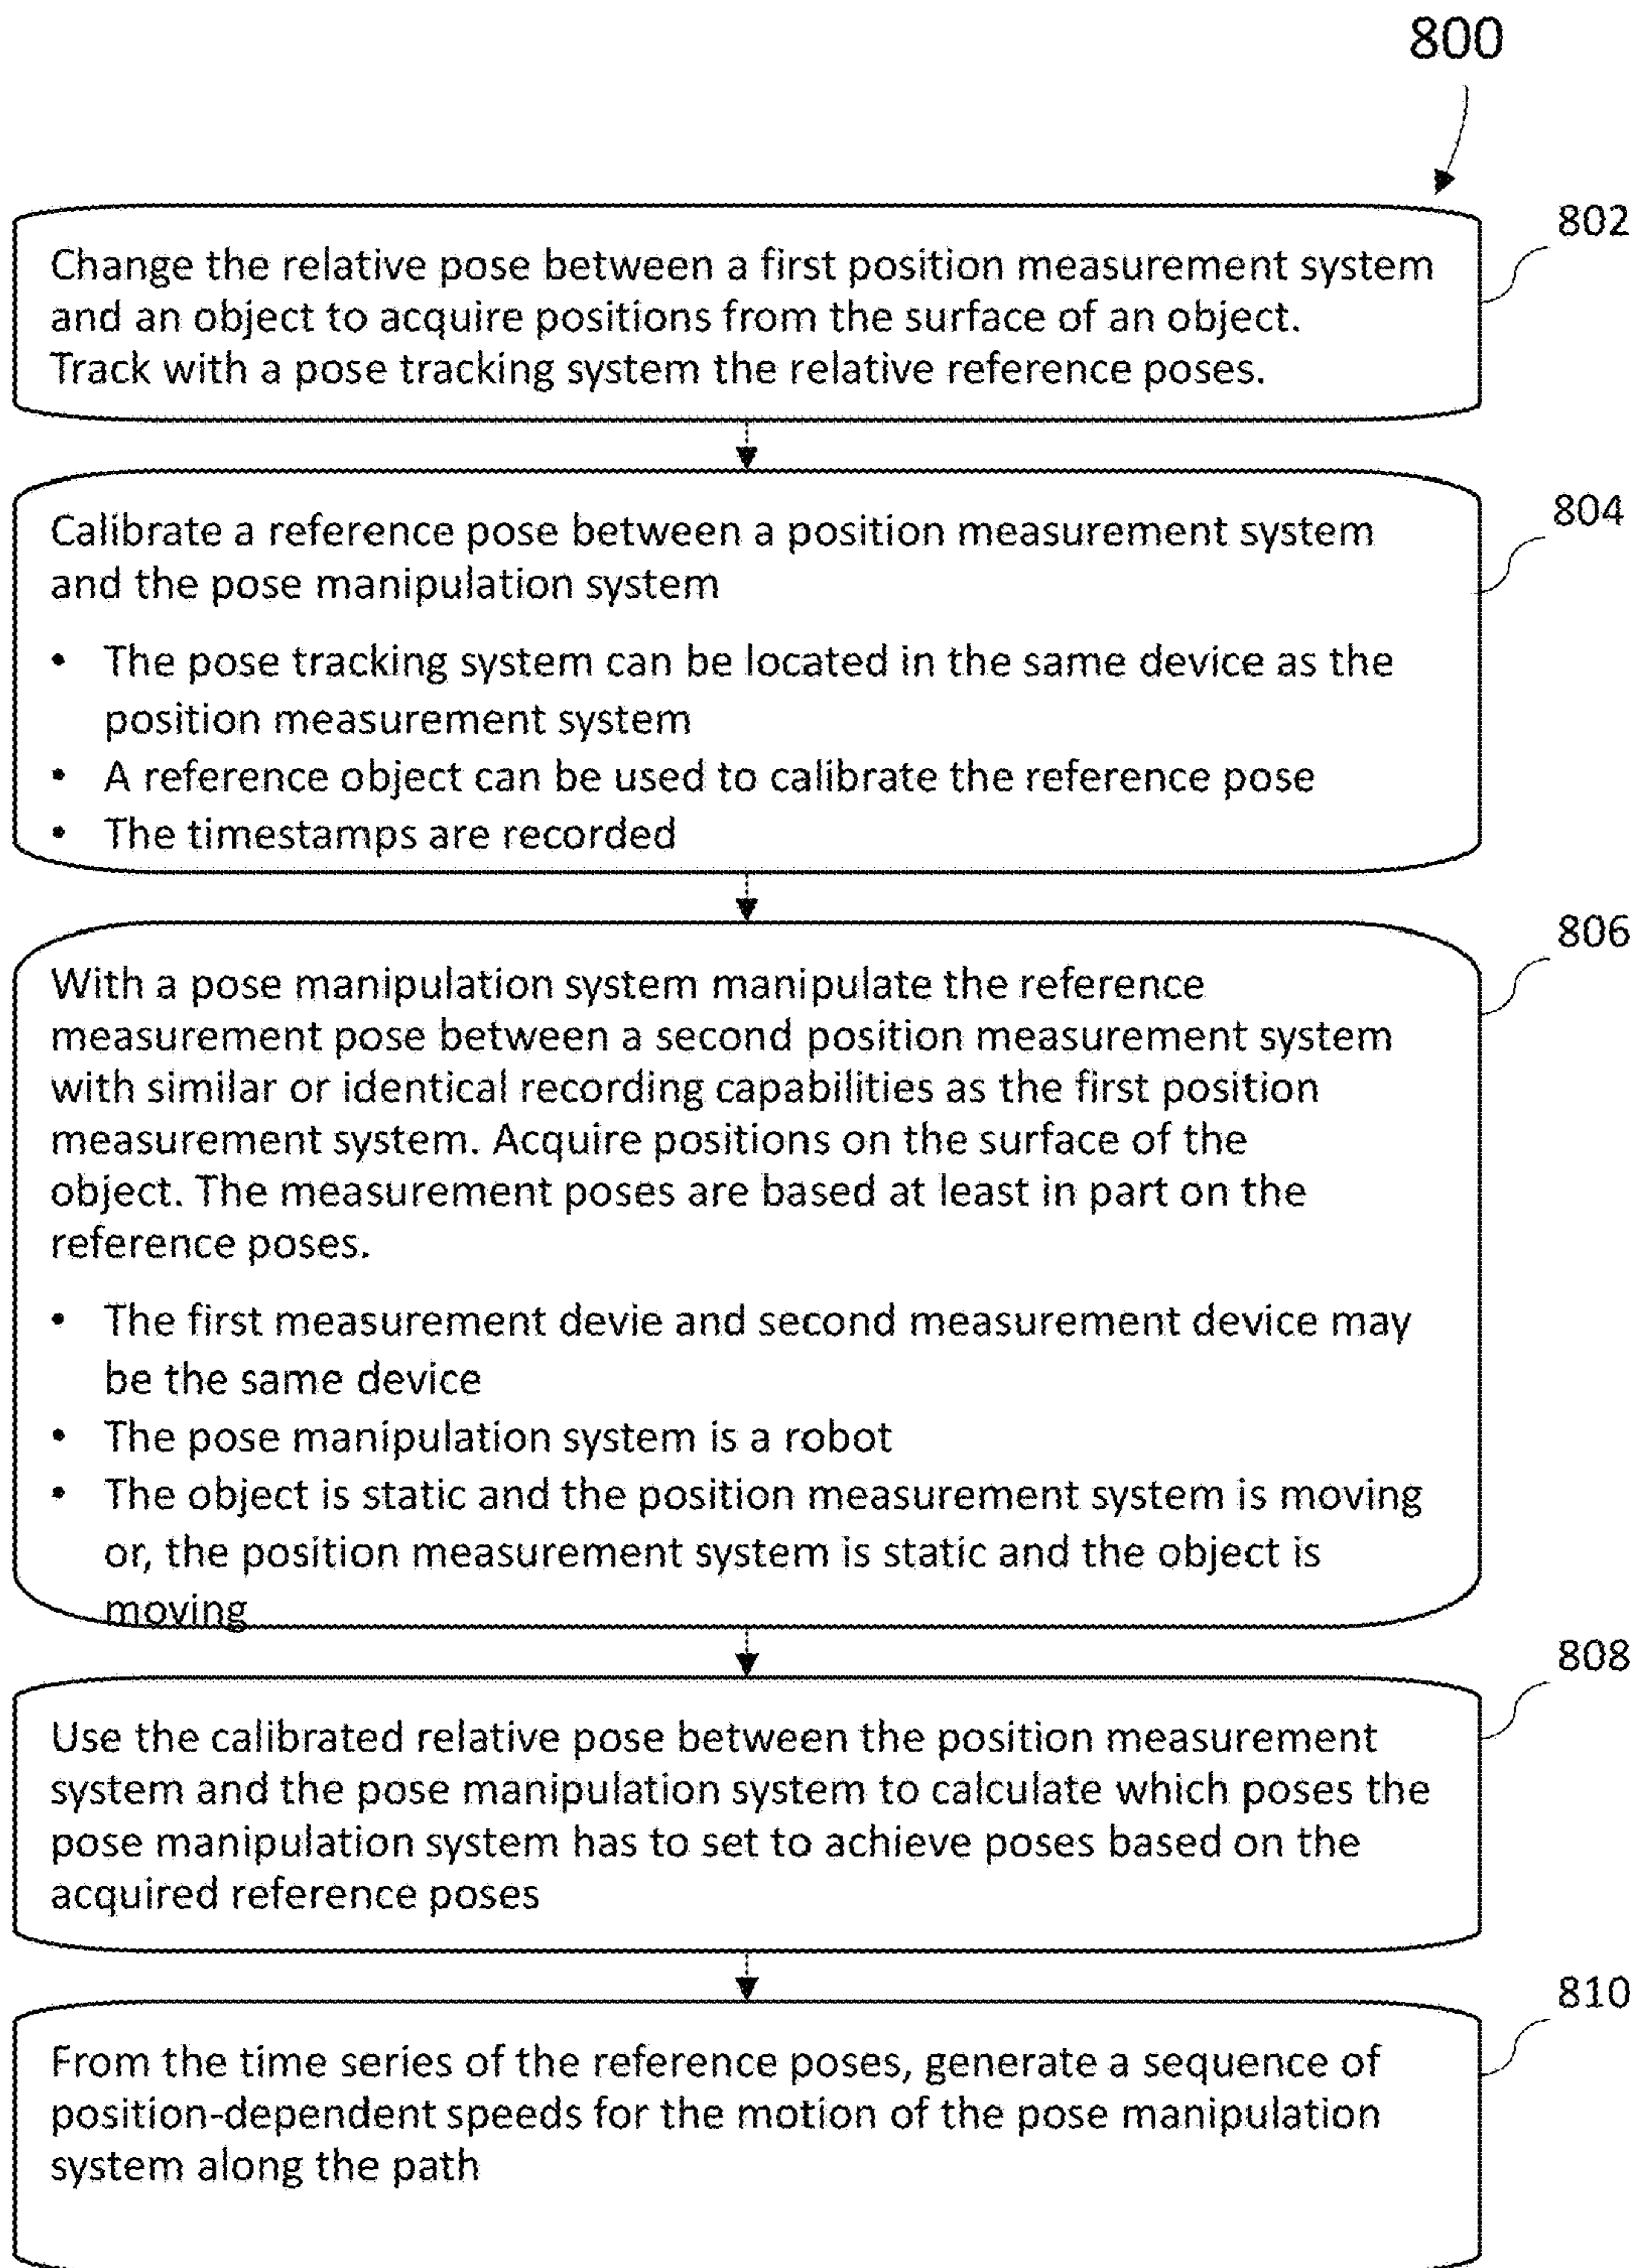 800
802
Change the relative pose between a first position measurement system
and an object to acquire positions from the surface of an object.
Track with a pose tracking system the relative reference poses.
804
Calibrate a reference pose between a position measurement system
and the pose manipulation system
• The pose tracking system can be located in the same device as the
position measurement system
• A reference object can be used to calibrate the reference pose
• The timestamps are recorded
806
With a pose manipulation system manipulate the reference
measurement pose between a second position measurement system
with similar or identical recording capabilities as the first position
measurement system. Acquire positions on the surface of the
object. The measurement poses are based at least in part on the
reference poses.
• The first measurement devie and second measurement device may
be the same device
• The pose manipulation system is a robot
• The object is static and the position measurement system is moving
or, the position measurement system is static and the object is
moving
808
Use the calibrated relative pose between the position measurement
system and the pose manipulation system to calculate which poses the
pose manipulation system has to set to achieve poses based on the
acquired reference poses
810
From the time series of the reference poses, generate a sequence of
position-dependent speeds for the motion of the pose manipulation
system along the path